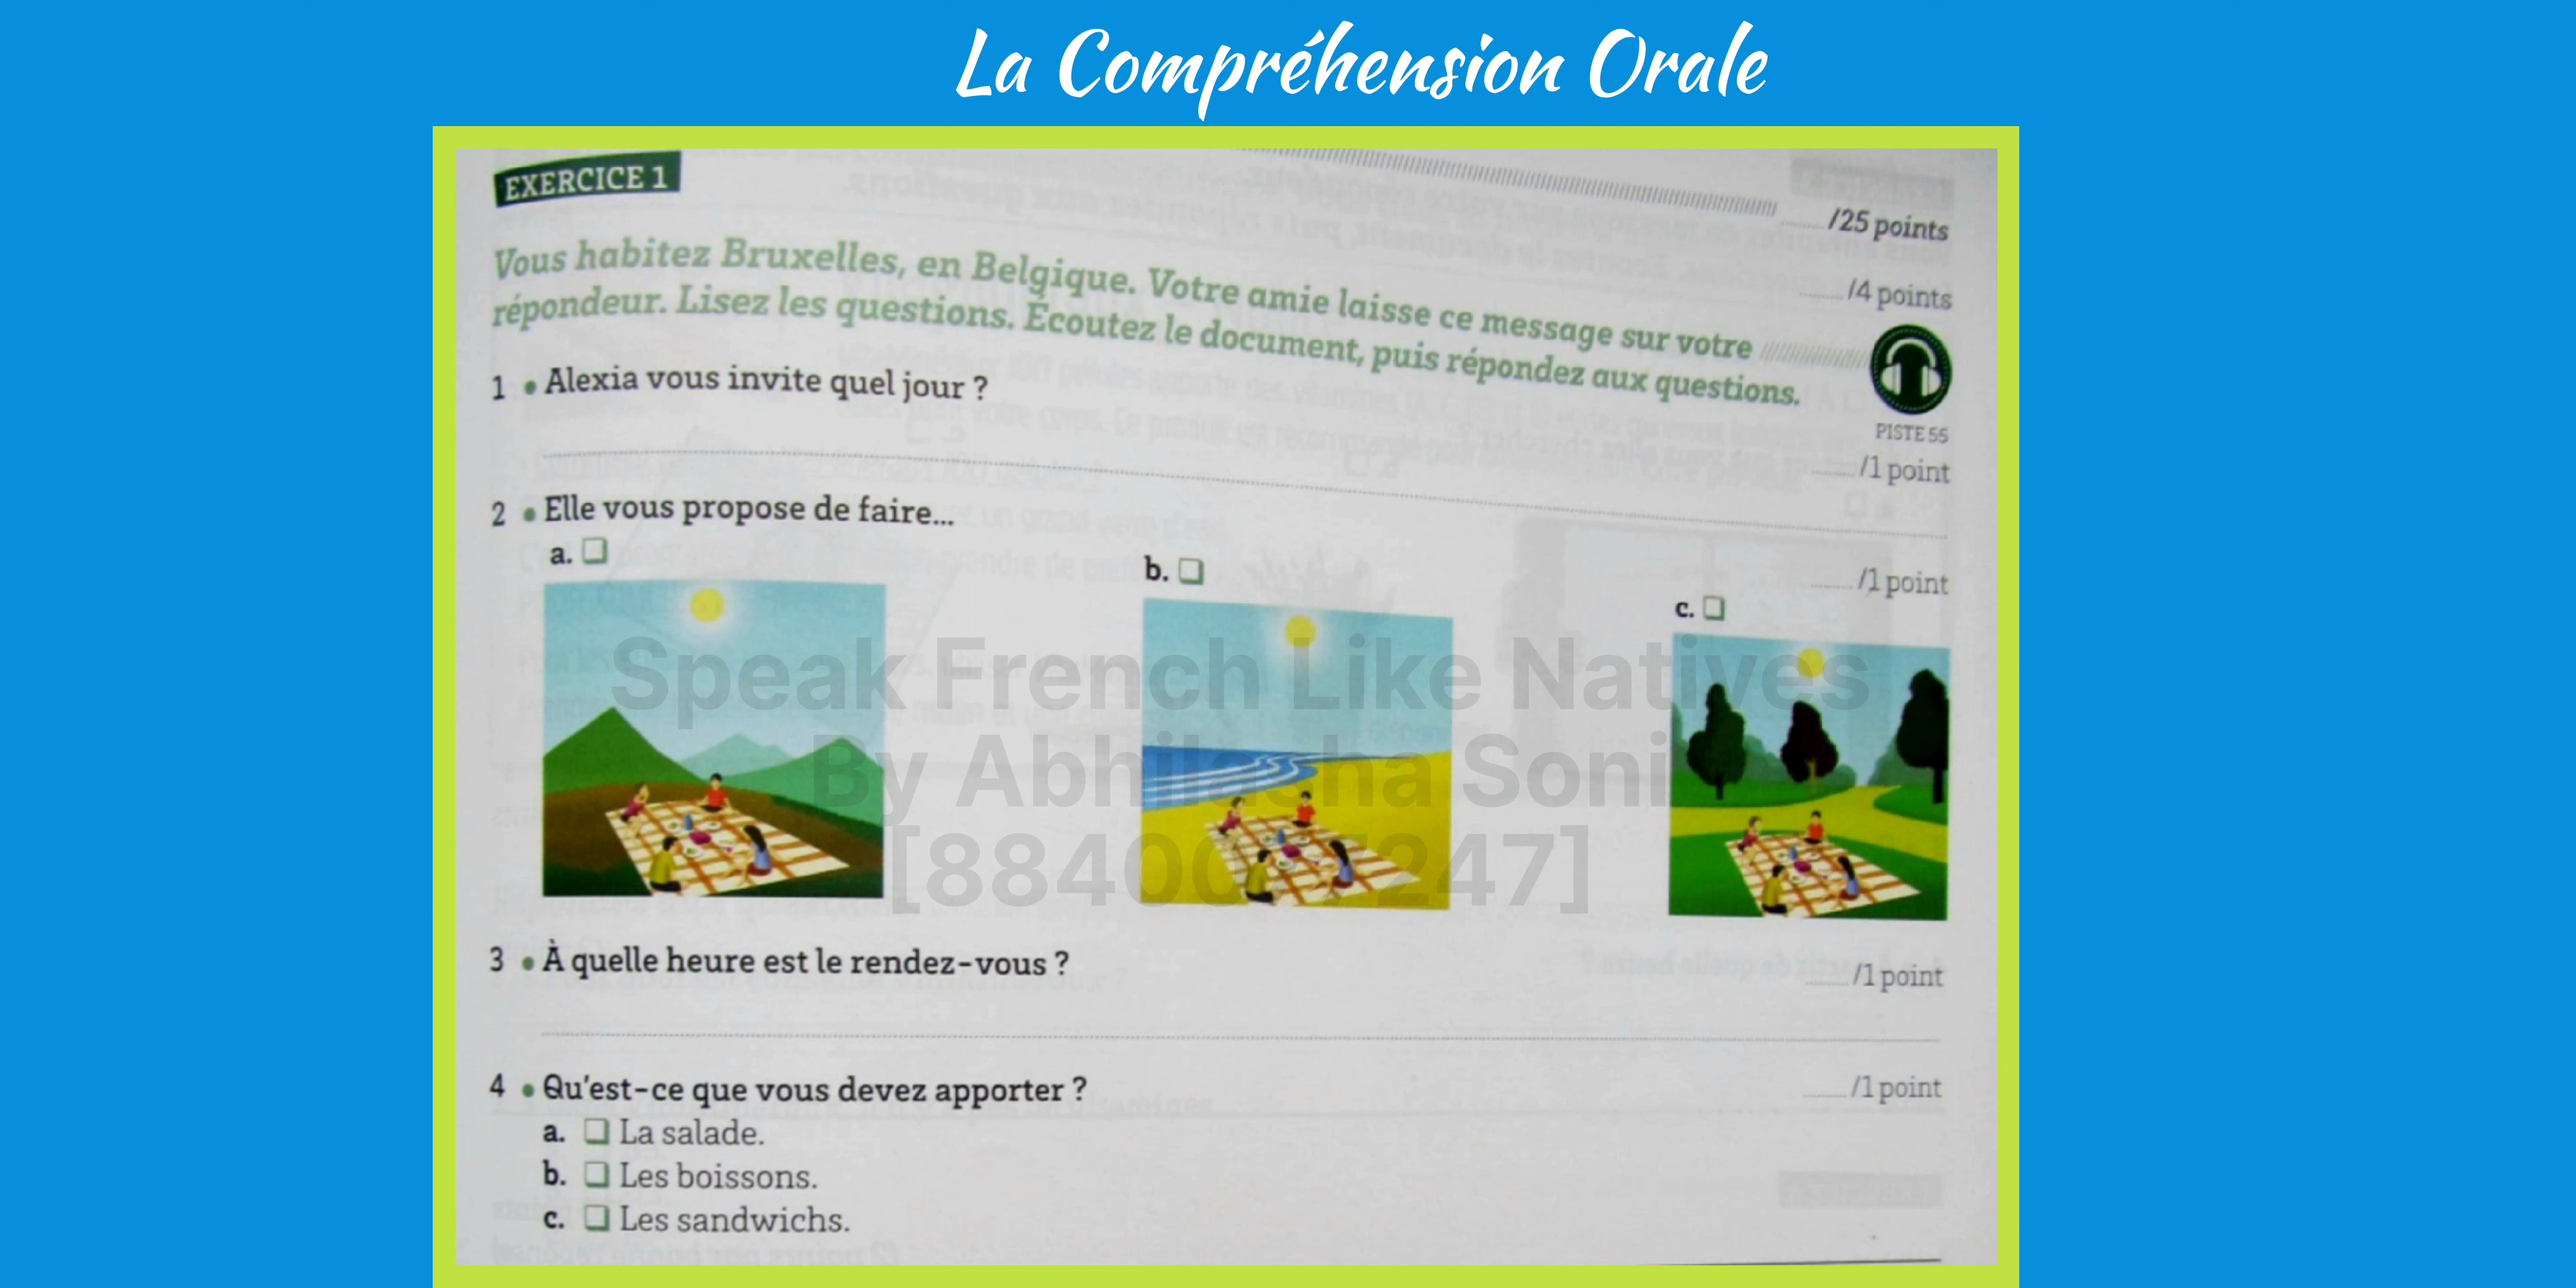 La Compréhension Orale
EXERCICE 1
/25 points
/4 points
Vous habitez Bruxelles, en Belgique. Votre amie laisse ce message sur votre
répondeur. Lisez les questions. Écoutez le document, puis répondez aux questions.
PISTE 55
1 • Alexia vous invite quel jour ?
/1 point
2 • Elle vous propose de faire...
/1 point
a.
b.
c.
Speak French Like Natives
By Abhilasha Soni
3 • À quelle heure est le rendez-vous ?
/1 point
4 • Qu'est-ce que vous devez apporter ?
/1 point
a. La salade.
b. Les boissons.
c. Les sandwichs.